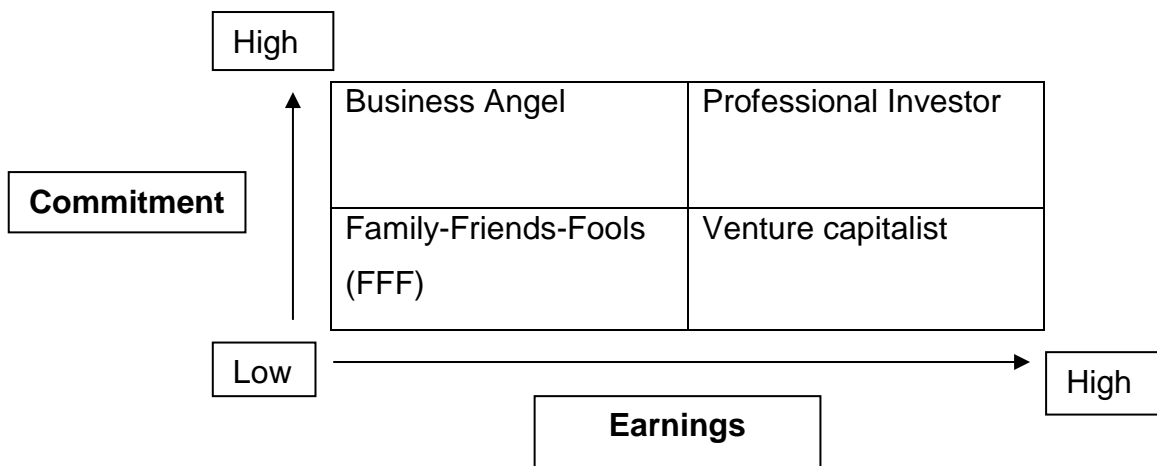 High
Business Angel
Professional Investor
Commitment
Family-Friends-Fools
(FFF)
Venture capitalist
Low
High
Earnings